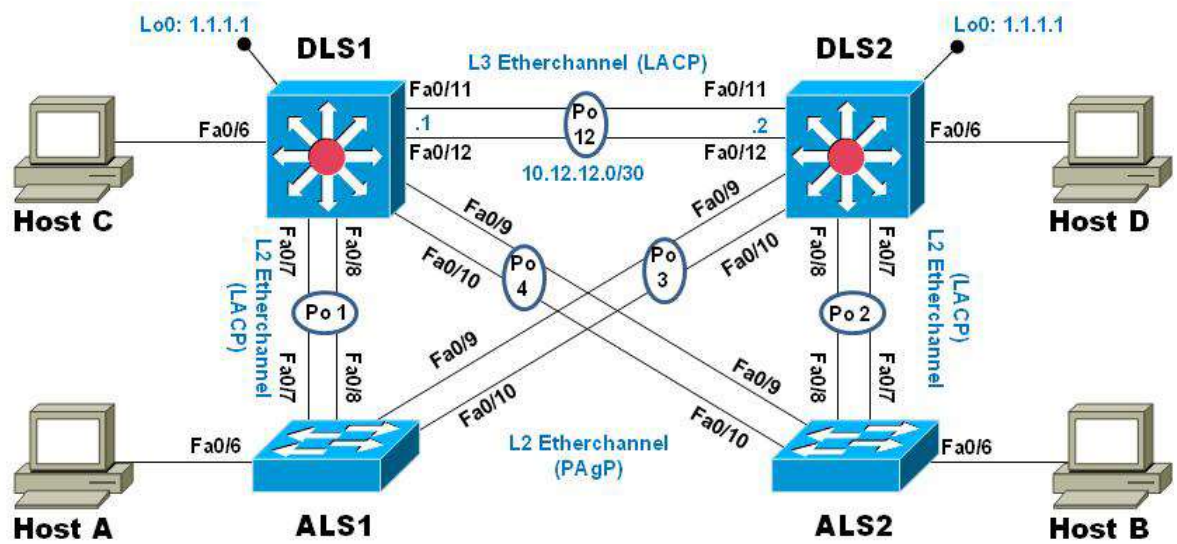 Lo0: 1.1.1.1
Lo0: 1.1.1.1
DLS1
DLS2
L3 Etherchannel (LACP)
Fa0/11
Fa0/11
Po
12
.1
.2
Fa0/6
Fa0/6
Fa0/12
Fa0/12
10.12.12.0/30
Host C
Host D
Fa0/9
Fa0/9
Fa0/10
Fa0/10
Po
4
Po
3
Fa0/7
Fa0/8
Fa0/8
Fa0/7
L2 Etherchannel
(LACP)
Po 1
Po 2
(LACP)
L2 Etherchannel
Fa0/7
Fa0/8
Fa0/9
Fa0/10
Fa0/9
Fa0/10
Fa0/8
Fa0/7
L2 Etherchannel
(PAgP)
Fa0/6
Fa0/6
Host A
ALS1
ALS2
Host B